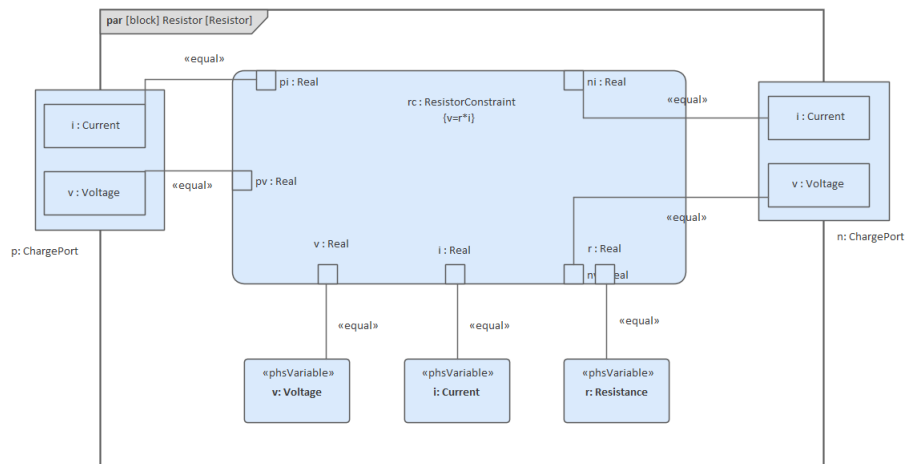 par [block] Resistor [Resistor]
«equal»
pi : Real
ni : Real
rc : ResistorConstraint
{v=r*i}
«equal»
i : Current
i : Current
pv : Real
«equal»
v : Voltage
v : Voltage
«equal»
p: ChargePort
n: ChargePort
v : Real
i : Real
r : Real
«equal»
«equal»
«equal»
«phsVariable»
v: Voltage
«phsVariable»
i: Current
«phsVariable»
r: Resistance